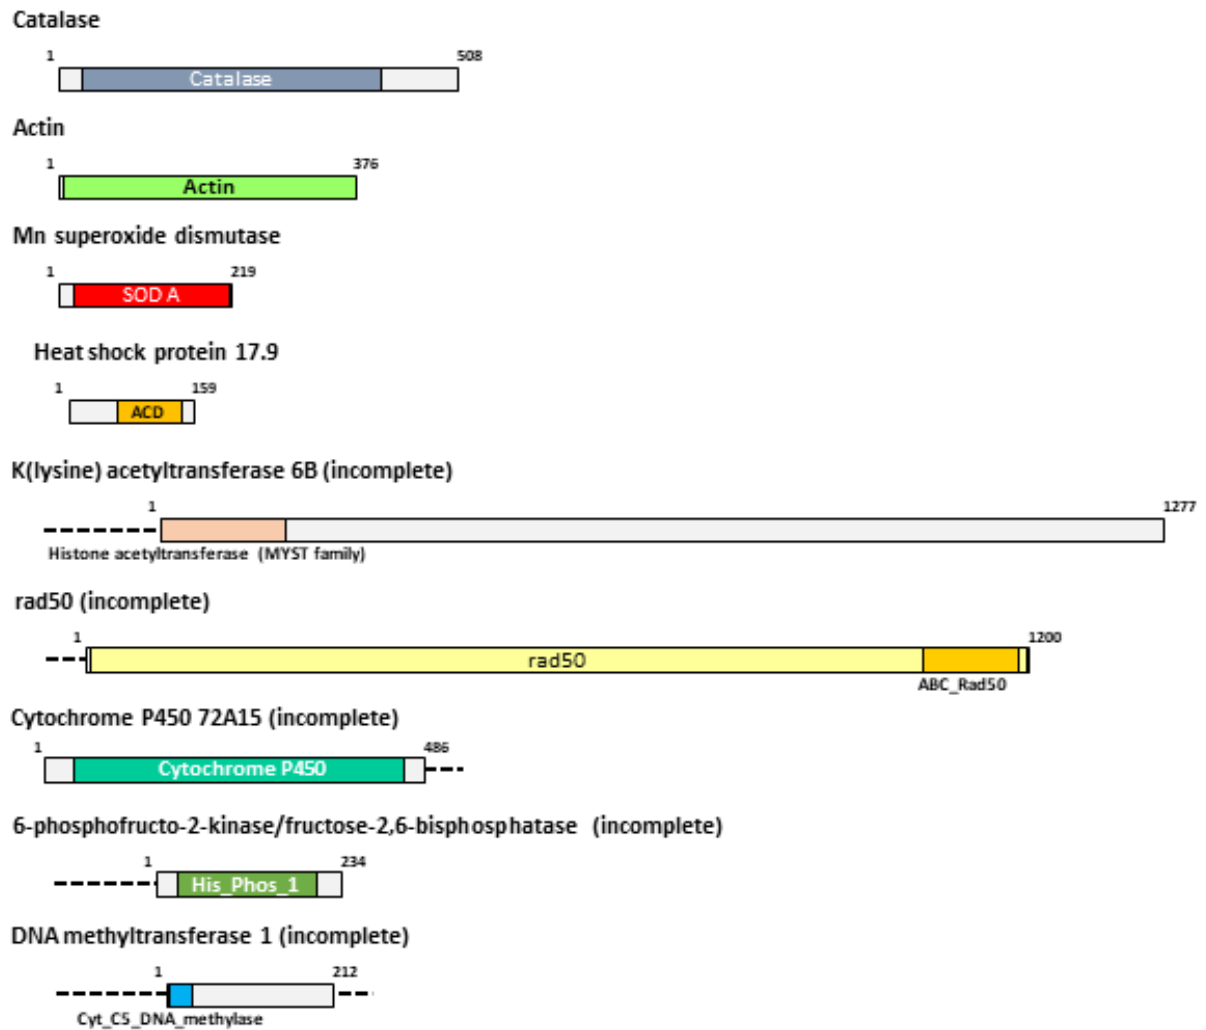 Catalase
1 508
Catalase
Actin
1 376
Actin
Mn superoxide dismutase
1 219
SOD A
Heat shock protein 17.9
1 159
ACD
K(lysine) acetyltransferase 6B (incomplete)
1 1277
Histone acetyltransferase (MYST family)
rad50 (incomplete)
1 1200
rad50
ABC_Rad50
Cytochrome P450 72A15 (incomplete)
1 486
Cytochrome P450
6-phosphofructo-2-kinase/fructose-2,6-bisphosphatase (incomplete)
1 234
His_Phos_1
DNA methyltransferase 1 (incomplete)
1 212
Cyt_C5_DNA_methylase